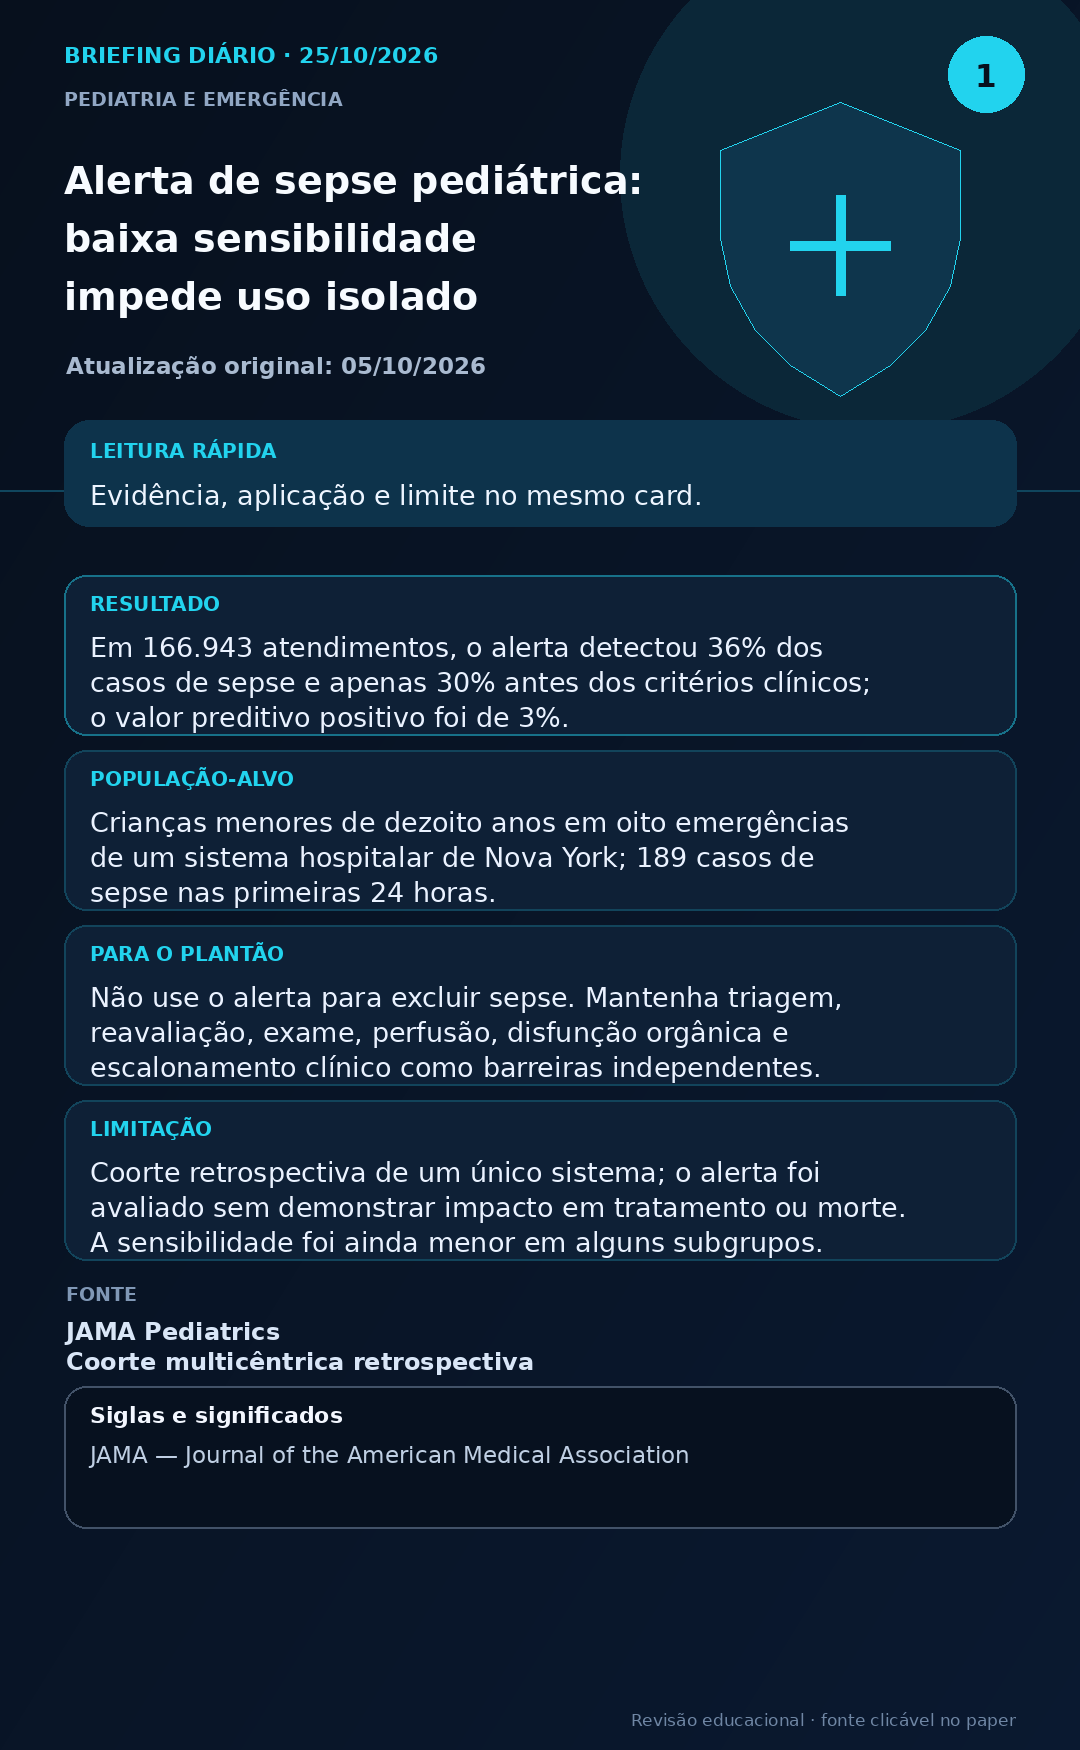 BRIEFING DIÁRIO · 25/10/2026
1
PEDIATRIA E EMERGÊNCIA
Alerta de sepse pediátrica:
baixa sensibilidade
impede uso isolado
Atualização original: 05/10/2026
LEITURA RÁPIDA
Evidência, aplicação e limite no mesmo card.
RESULTADO
Em 166.943 atendimentos, o alerta detectou 36% dos
casos de sepse e apenas 30% antes dos critérios clínicos;
o valor preditivo positivo foi de 3%.
POPULAÇÃO-ALVO
Crianças menores de dezoito anos em oito emergências
de um sistema hospitalar de Nova York; 189 casos de
sepse nas primeiras 24 horas.
PARA O PLANTÃO
Não use o alerta para excluir sepse. Mantenha triagem,
reavaliação, exame, perfusão, disfunção orgânica e
escalonamento clínico como barreiras independentes.
LIMITAÇÃO
Coorte retrospectiva de um único sistema; o alerta foi
avaliado sem demonstrar impacto em tratamento ou morte.
A sensibilidade foi ainda menor em alguns subgrupos.
FONTE
JAMA Pediatrics
Coorte multicêntrica retrospectiva
Siglas e significados
JAMA — Journal of the American Medical Association
Revisão educacional · fonte clicável no paper